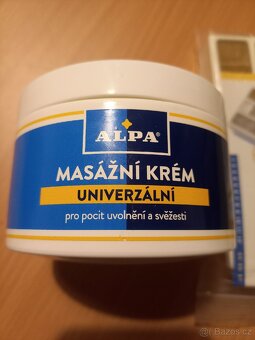 ALPA®
MASÁŽNÍ KRÉM
UNIVERZÁLNÍ
pro pocit uvolnění a svěžesti
Bazos.cz